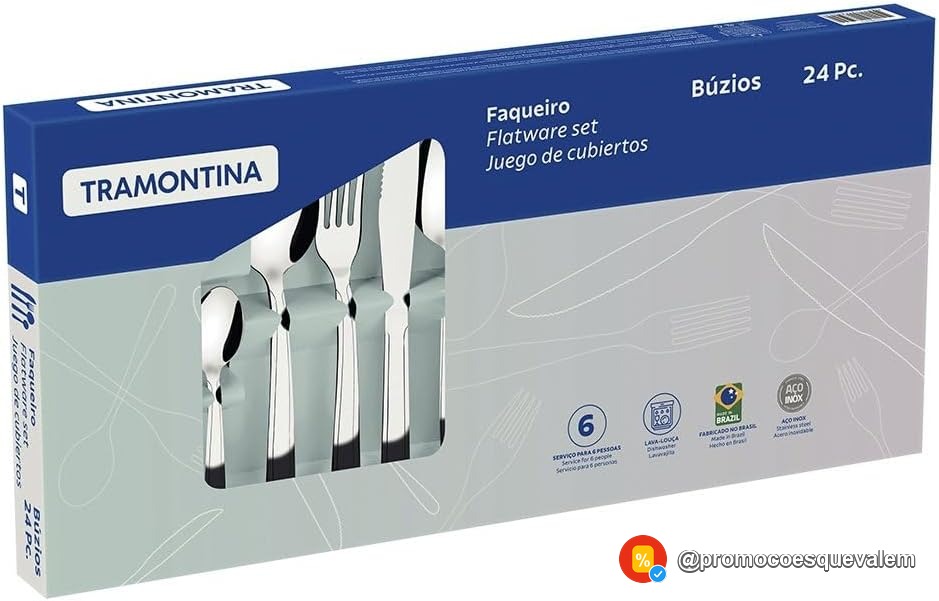 TRAMONTINA
TRAMONTINA
Faqueiro
Flatware set
Juego de cubiertos
Búzios
24 Pc.
T
Faqueiro
Flatware set
Juego de cubiertos
Búzios
24 Pc.
6
SERVIÇO PARA 6 PESSOAS
Service for 6 people
Servicio para 6 personas
LAVA-LOUÇA
Dishwasher
Lavavajilla
MADE IN
BRAZIL
FABRICADO NO BRASIL
Made in Brazil
Hecho en Brasil
AÇO
INOX
AÇO INOX
Stainless steel
Acero inoxidable
%
@promocoesquevalem